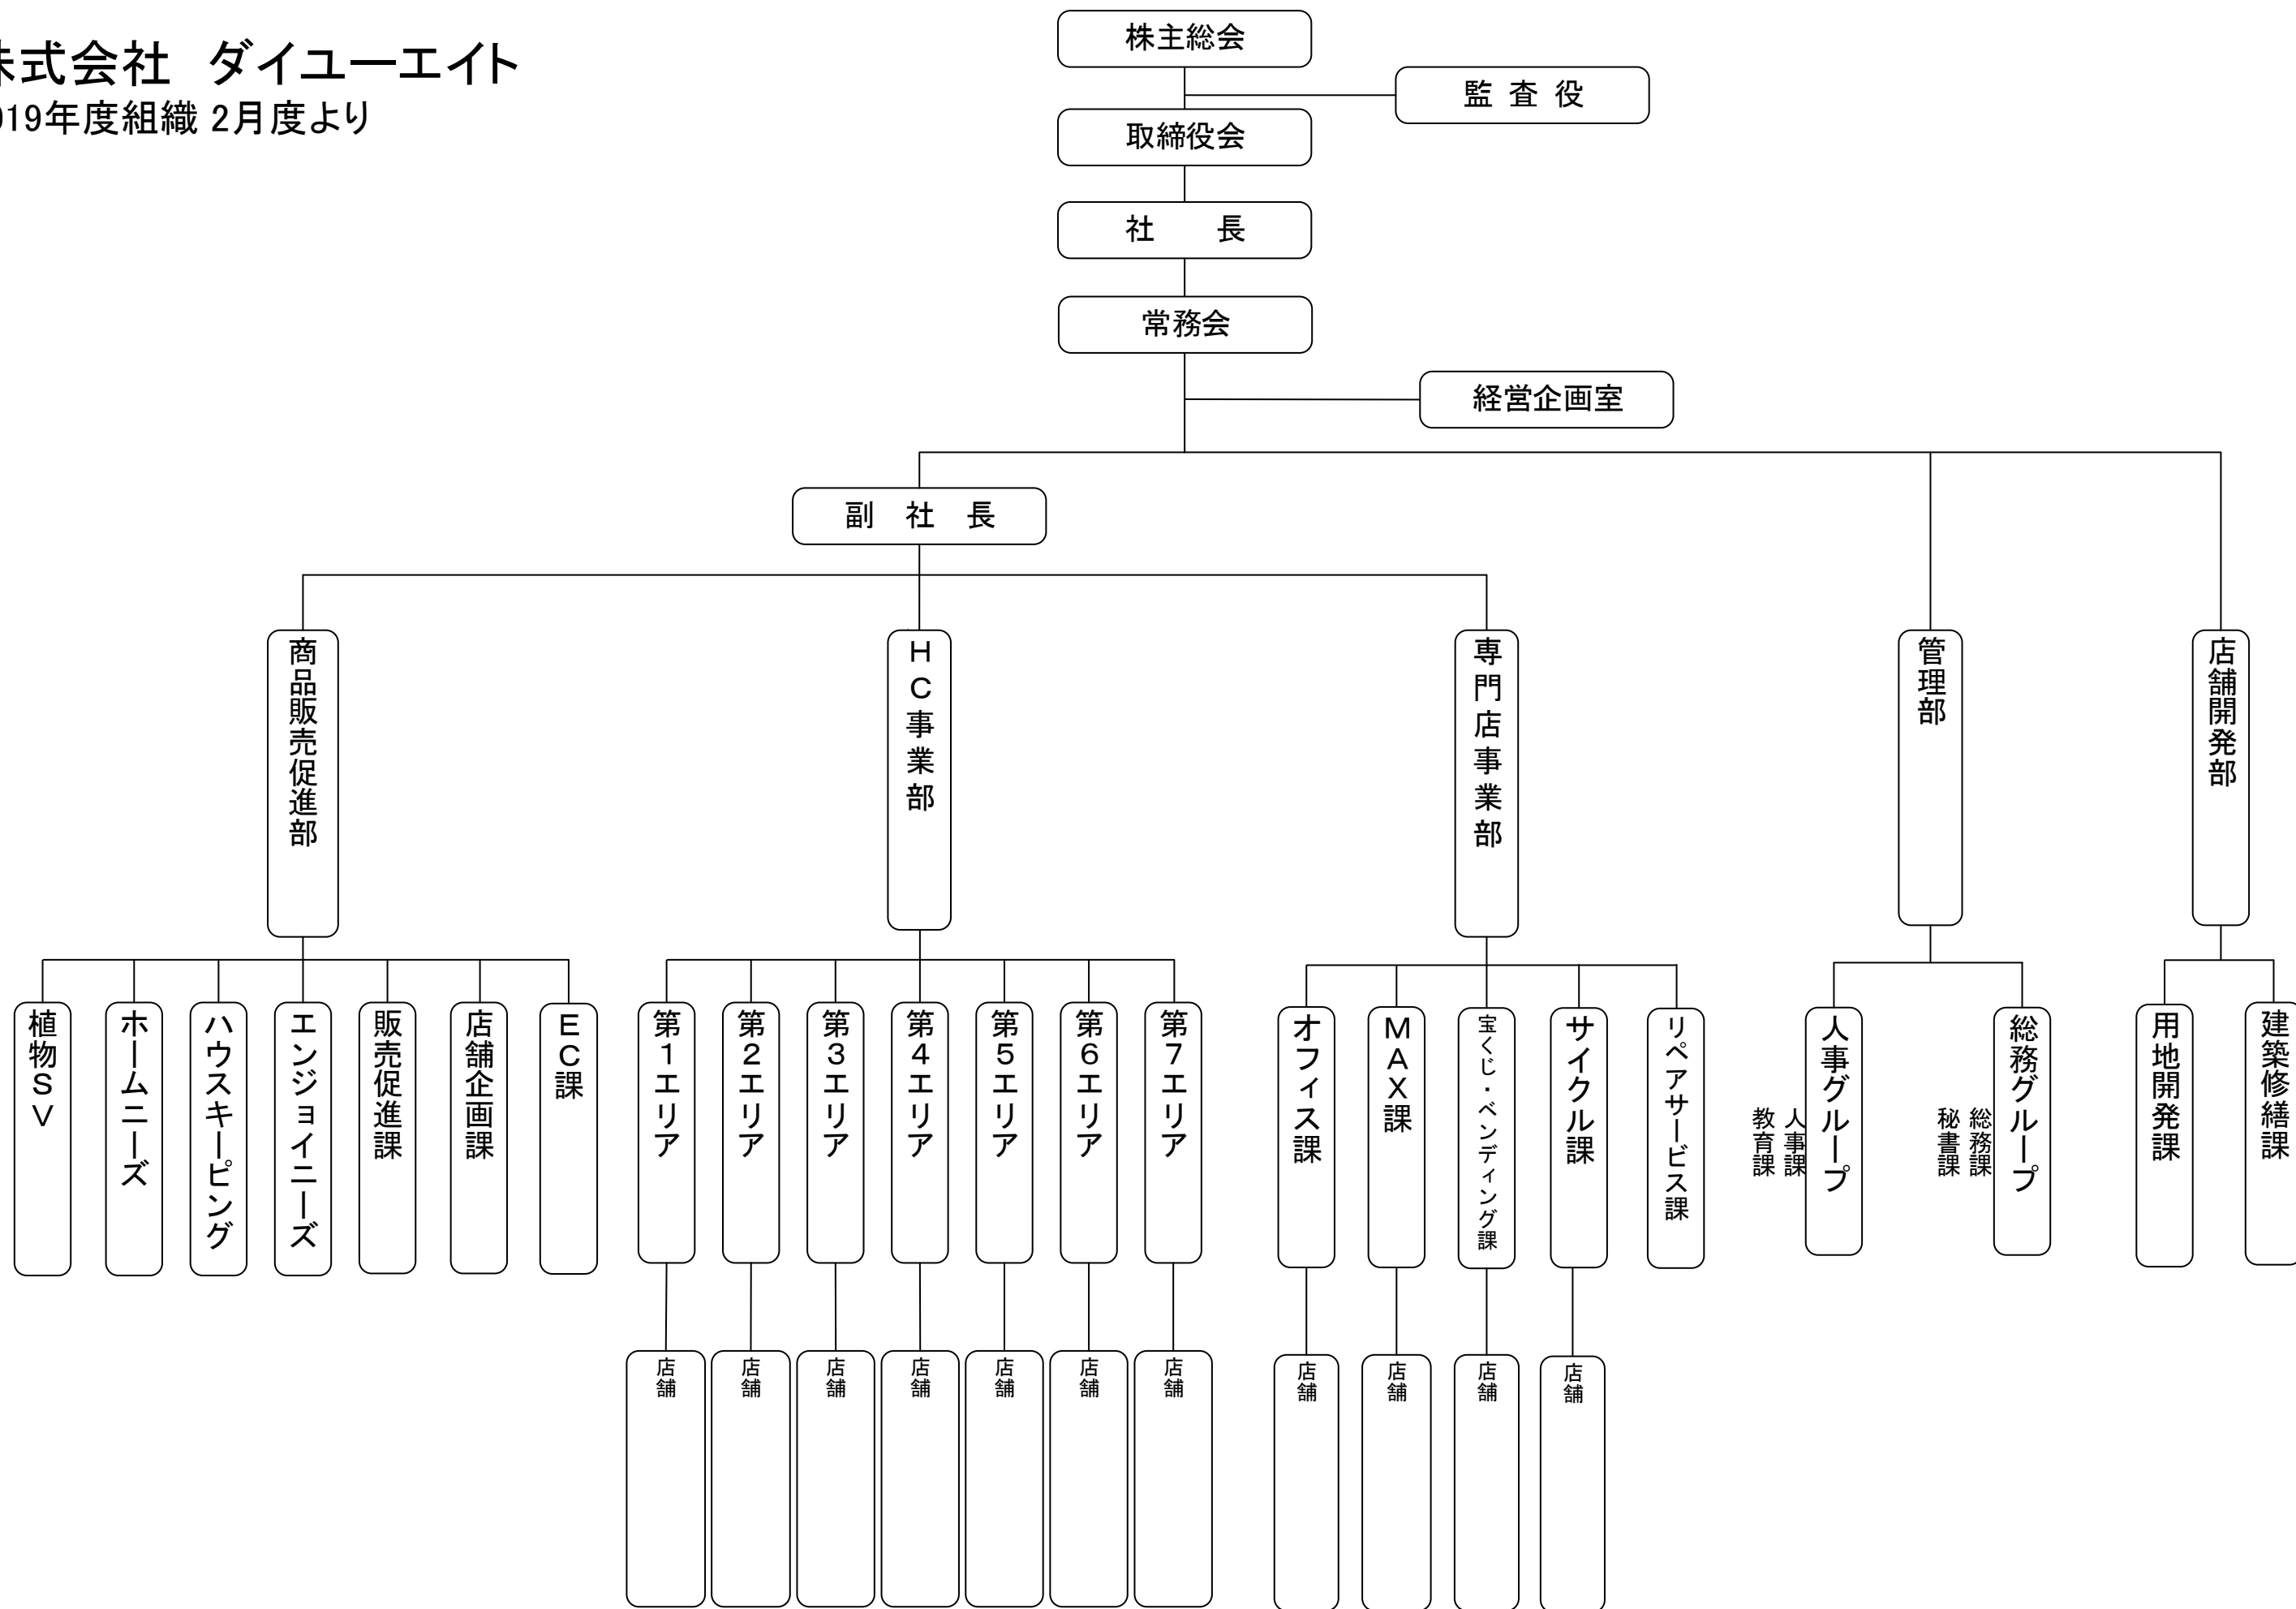 株式会社 ダイユーエイト
2019年度組織 2月度より
株主総会
監 査 役
取締役会
社 長
常務会
経営企画室
副 社 長
商品販売促進部
HC事業部
専門店事業部
管理部
店舗開発部
植物SV
ホームニーズ
ハウスキーピング
エンジョイニーズ
販売促進課
店舗企画課
EC課
第1エリア
第2エリア
第3エリア
第4エリア
第5エリア
第6エリア
第7エリア
オフィス課
MAX課
宝くじ・ベンディング課
サイクル課
リペアサービス課
人事グループ
人事課
教育課
総務グループ
総務課
秘書課
用地開発課
建築修繕課
店舗
店舗
店舗
店舗
店舗
店舗
店舗
店舗
店舗
店舗
店舗